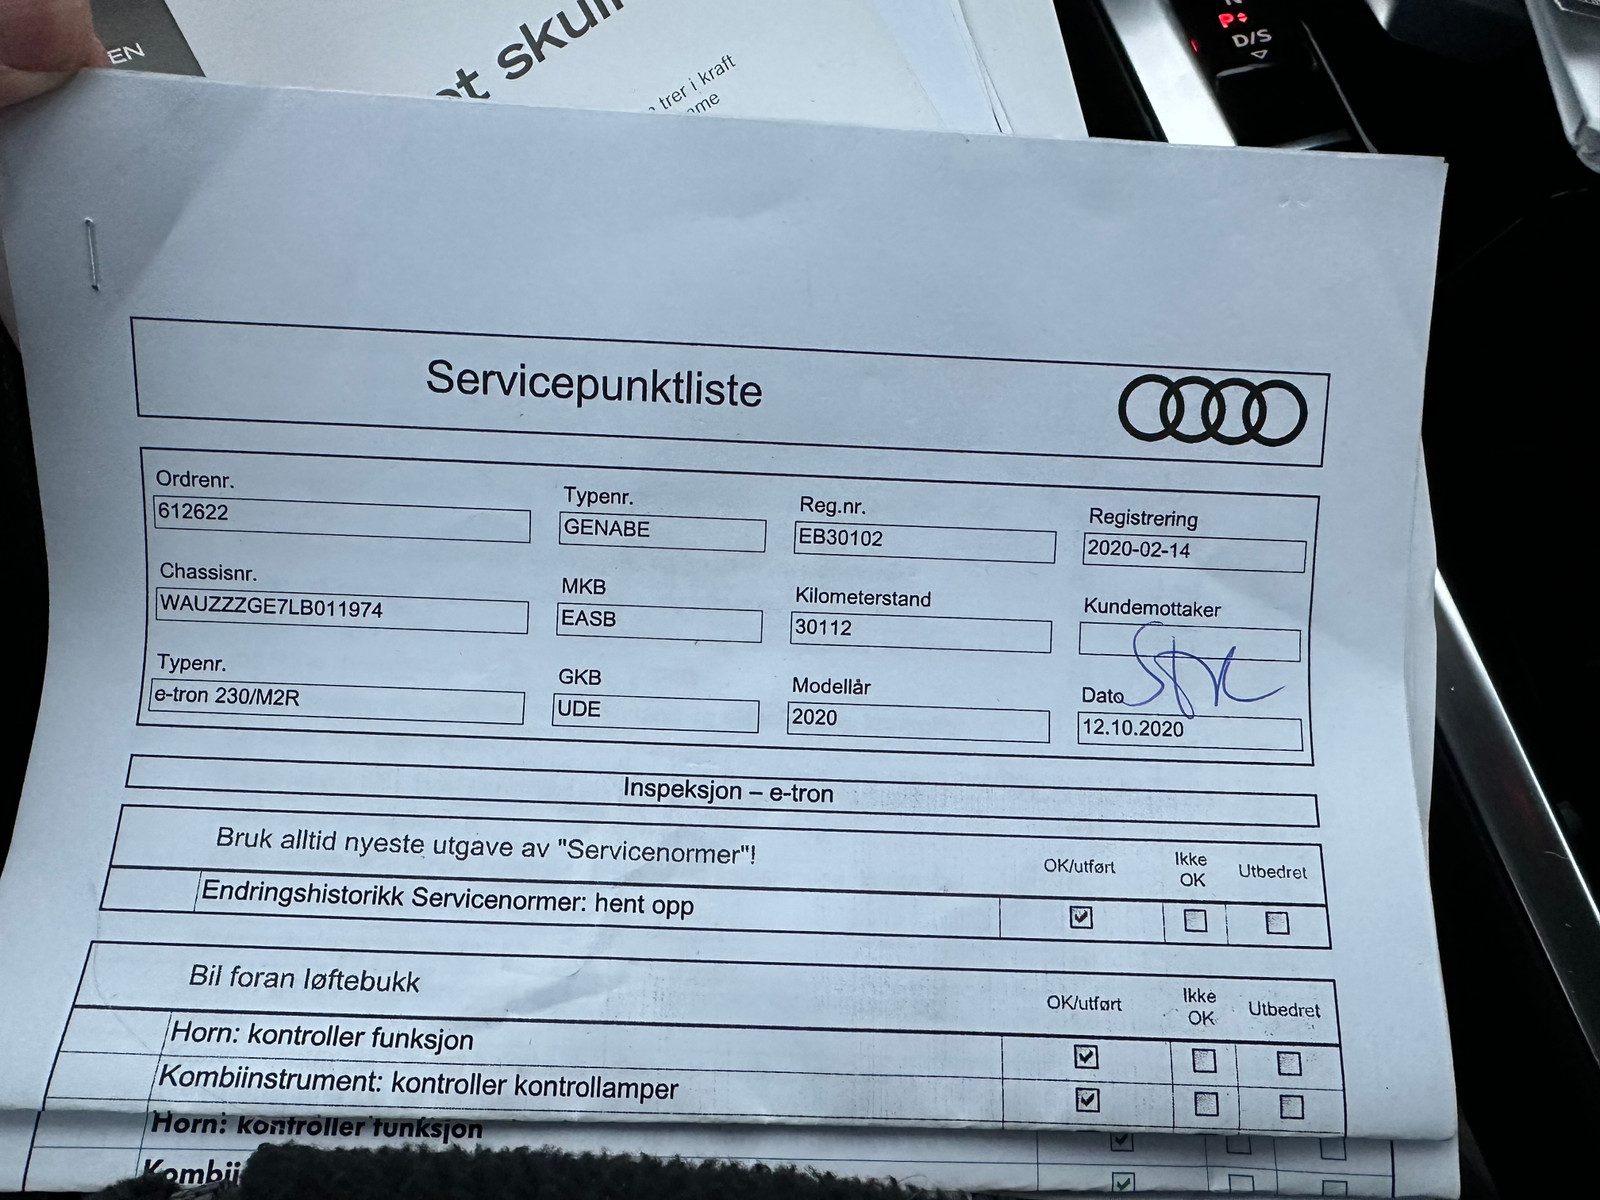 EN
et skull
trer i kraft
D/S
Servicepunktliste
Ordrenr.
612622
Typenr.
GENABE
Reg.nr.
EB30102
Registrering
2020-02-14
Chassisnr.
WAUZZZGE7LB011974
MKB
EASB
Kilometerstand
30112
Kundemottaker
Typenr.
e-tron 230/M2R
GKB
UDE
Modellår
2020
Dato
12.10.2020
Inspeksjon – e-tron
Bruk alltid nyeste utgave av "Servicenormer"! OK/utført Ikke OK Utbedret
Endringshistorikk Servicenormer: hent opp
Bil foran løftebukk OK/utført Ikke OK Utbedret
Horn: kontroller funksjon
Kombiinstrument: kontroller kontrollamper
Horn: kontroller funksjon